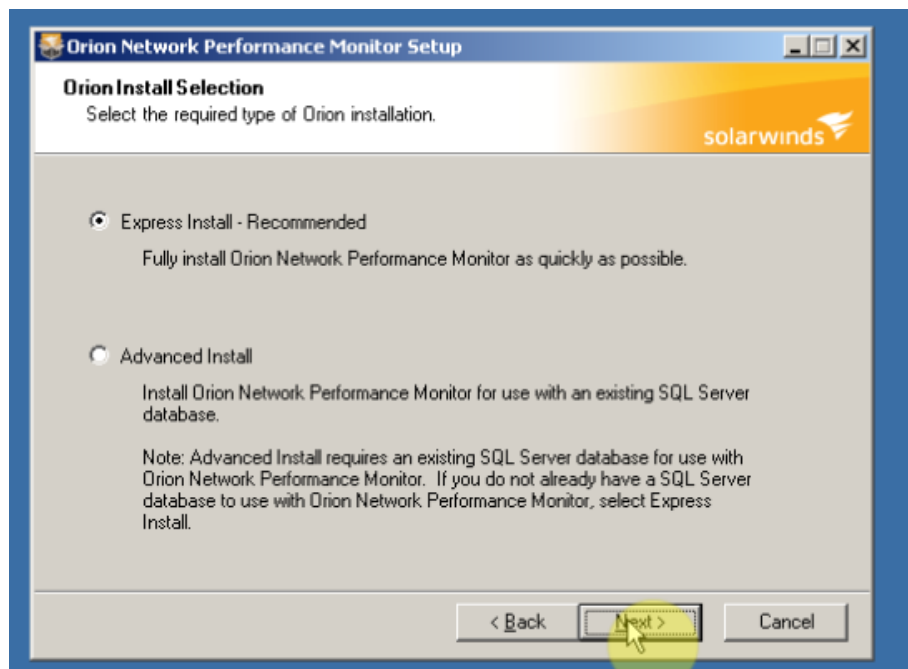 Orion Network Performance Monitor Setup
Orion Install Selection
Select the required type of Orion installation.
solarwinds
Express Install - Recommended
Fully install Orion Network Performance Monitor as quickly as possible.
Advanced Install
Install Orion Network Performance Monitor for use with an existing SQL Server
database.
Note: Advanced Install requires an existing SQL Server database for use with
Orion Network Performance Monitor.  If you do not already have a SQL Server
database to use with Orion Network Performance Monitor, select Express
Install.
< Back
Next >
Cancel